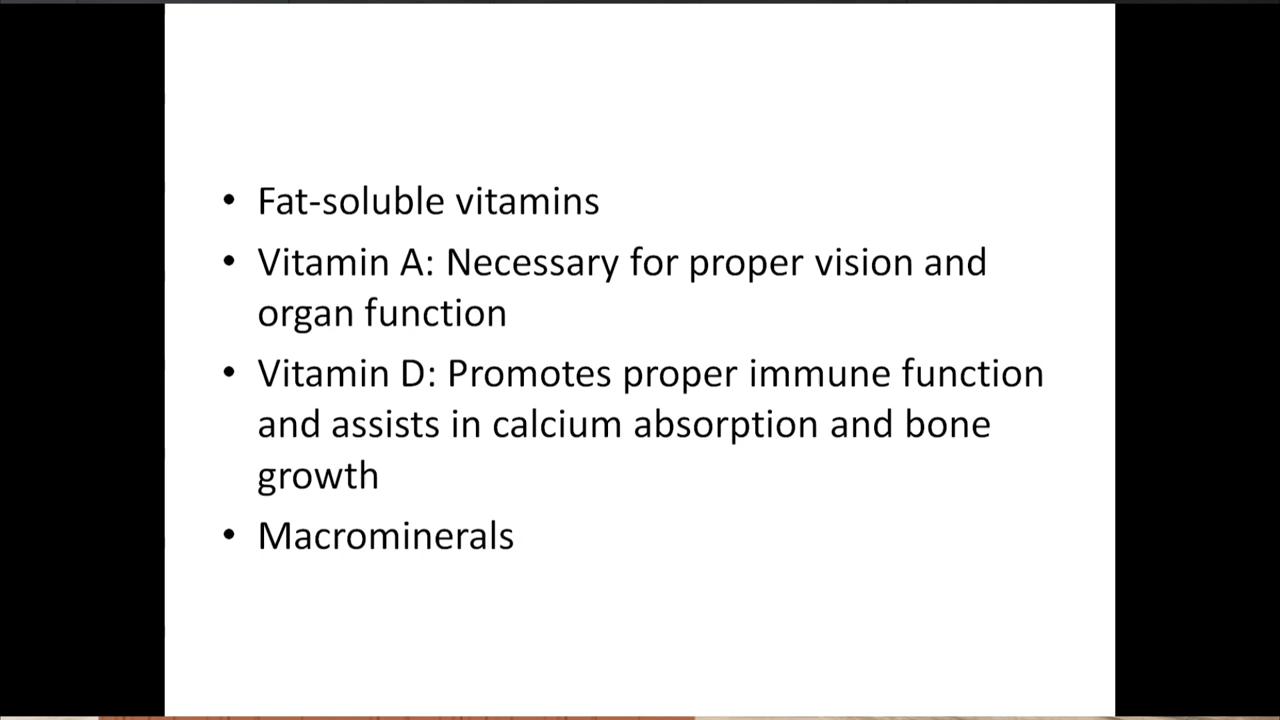 • Fat-soluble vitamins
• Vitamin A: Necessary for proper vision and
organ function
• Vitamin D: Promotes proper immune function
and assists in calcium absorption and bone
growth
• Macrominerals